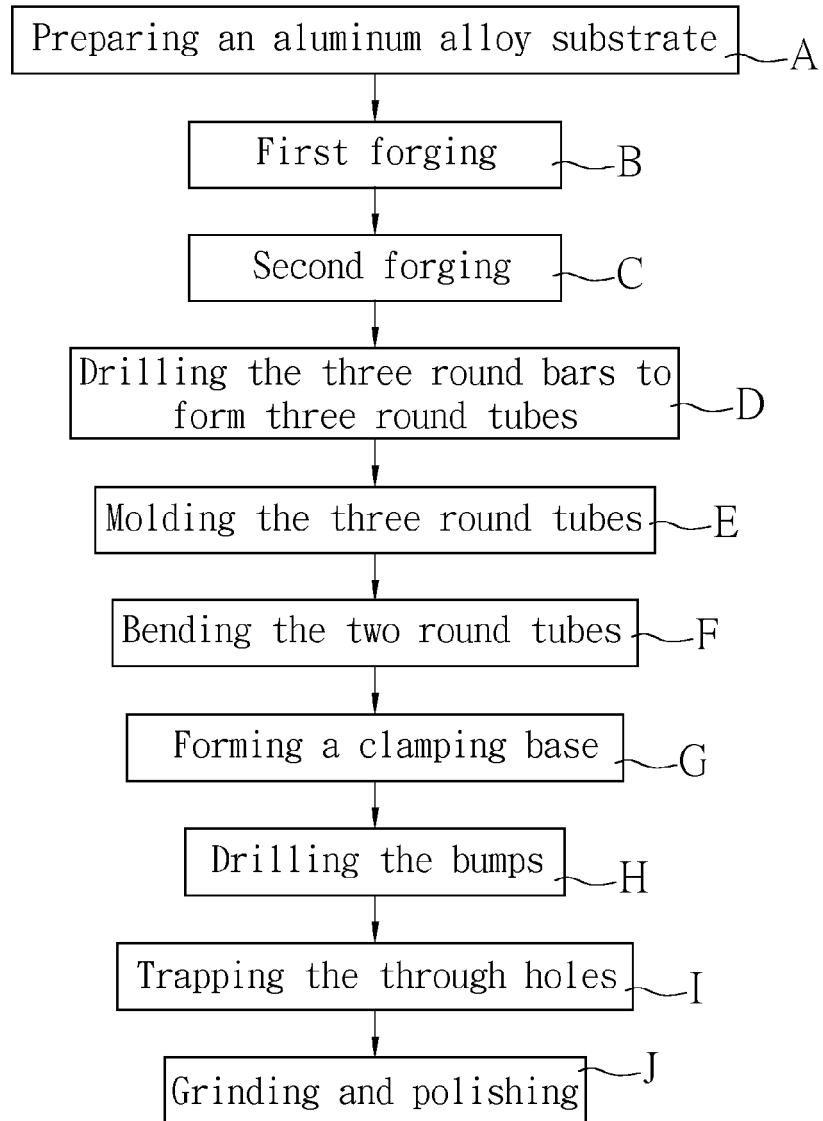 Preparing an aluminum alloy substrate
A
First forging
B
Second forging
C
Drilling the three round bars to
form three round tubes
D
Molding the three round tubes
E
Bending the two round tubes
F
Forming a clamping base
G
Drilling the bumps
H
Trapping the through holes
I
Grinding and polishing
J